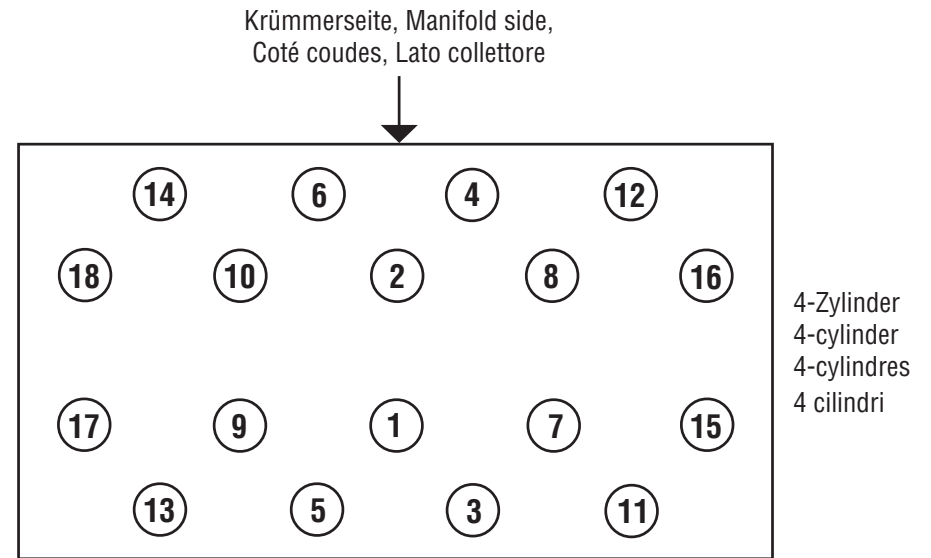 Krümmerseite, Manifold side,
Coté coudes, Lato collettore
14 6 4 12
18 10 2 8 16
4-Zylinder
4-cylinder
4-cylindres
4 cilindri
17 9 1 7 15
13 5 3 11